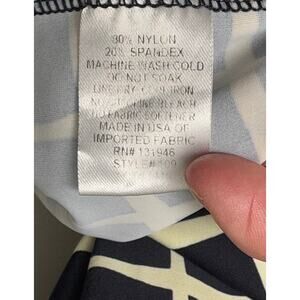 80% NYLON
20% SPANDEX
MACHINE WASH COLD
DO NOT SOAK
LINE DRY COOL IRON
NO CHLORINE BLEACH
NO FABRIC SOFTENER
MADE IN USA OF
IMPORTED FABRIC
RN# 131946
STYLE#